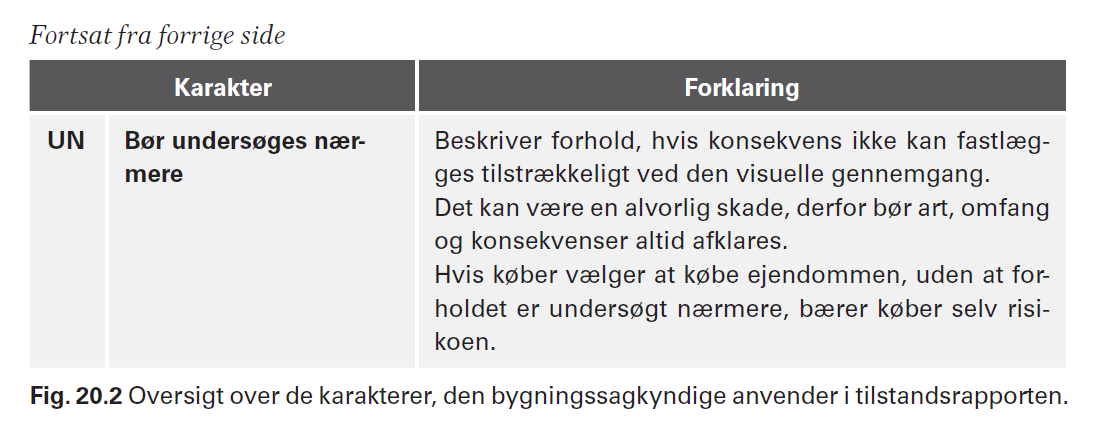 Fortsat fra forrige side
Karakter
Forklaring
UN
Bør undersøges nær-
mere
Beskriver forhold, hvis konsekvens ikke kan fastlæg-
ges tilstrækkeligt ved den visuelle gennemgang.
Det kan være en alvorlig skade, derfor bør art, omfang
og konsekvenser altid afklares.
Hvis køber vælger at købe ejendommen, uden at for-
holdet er undersøgt nærmere, bærer køber selv risi-
koen.
Fig. 20.2 Oversigt over de karakterer, den bygningssagkyndige anvender i tilstandsrapporten.